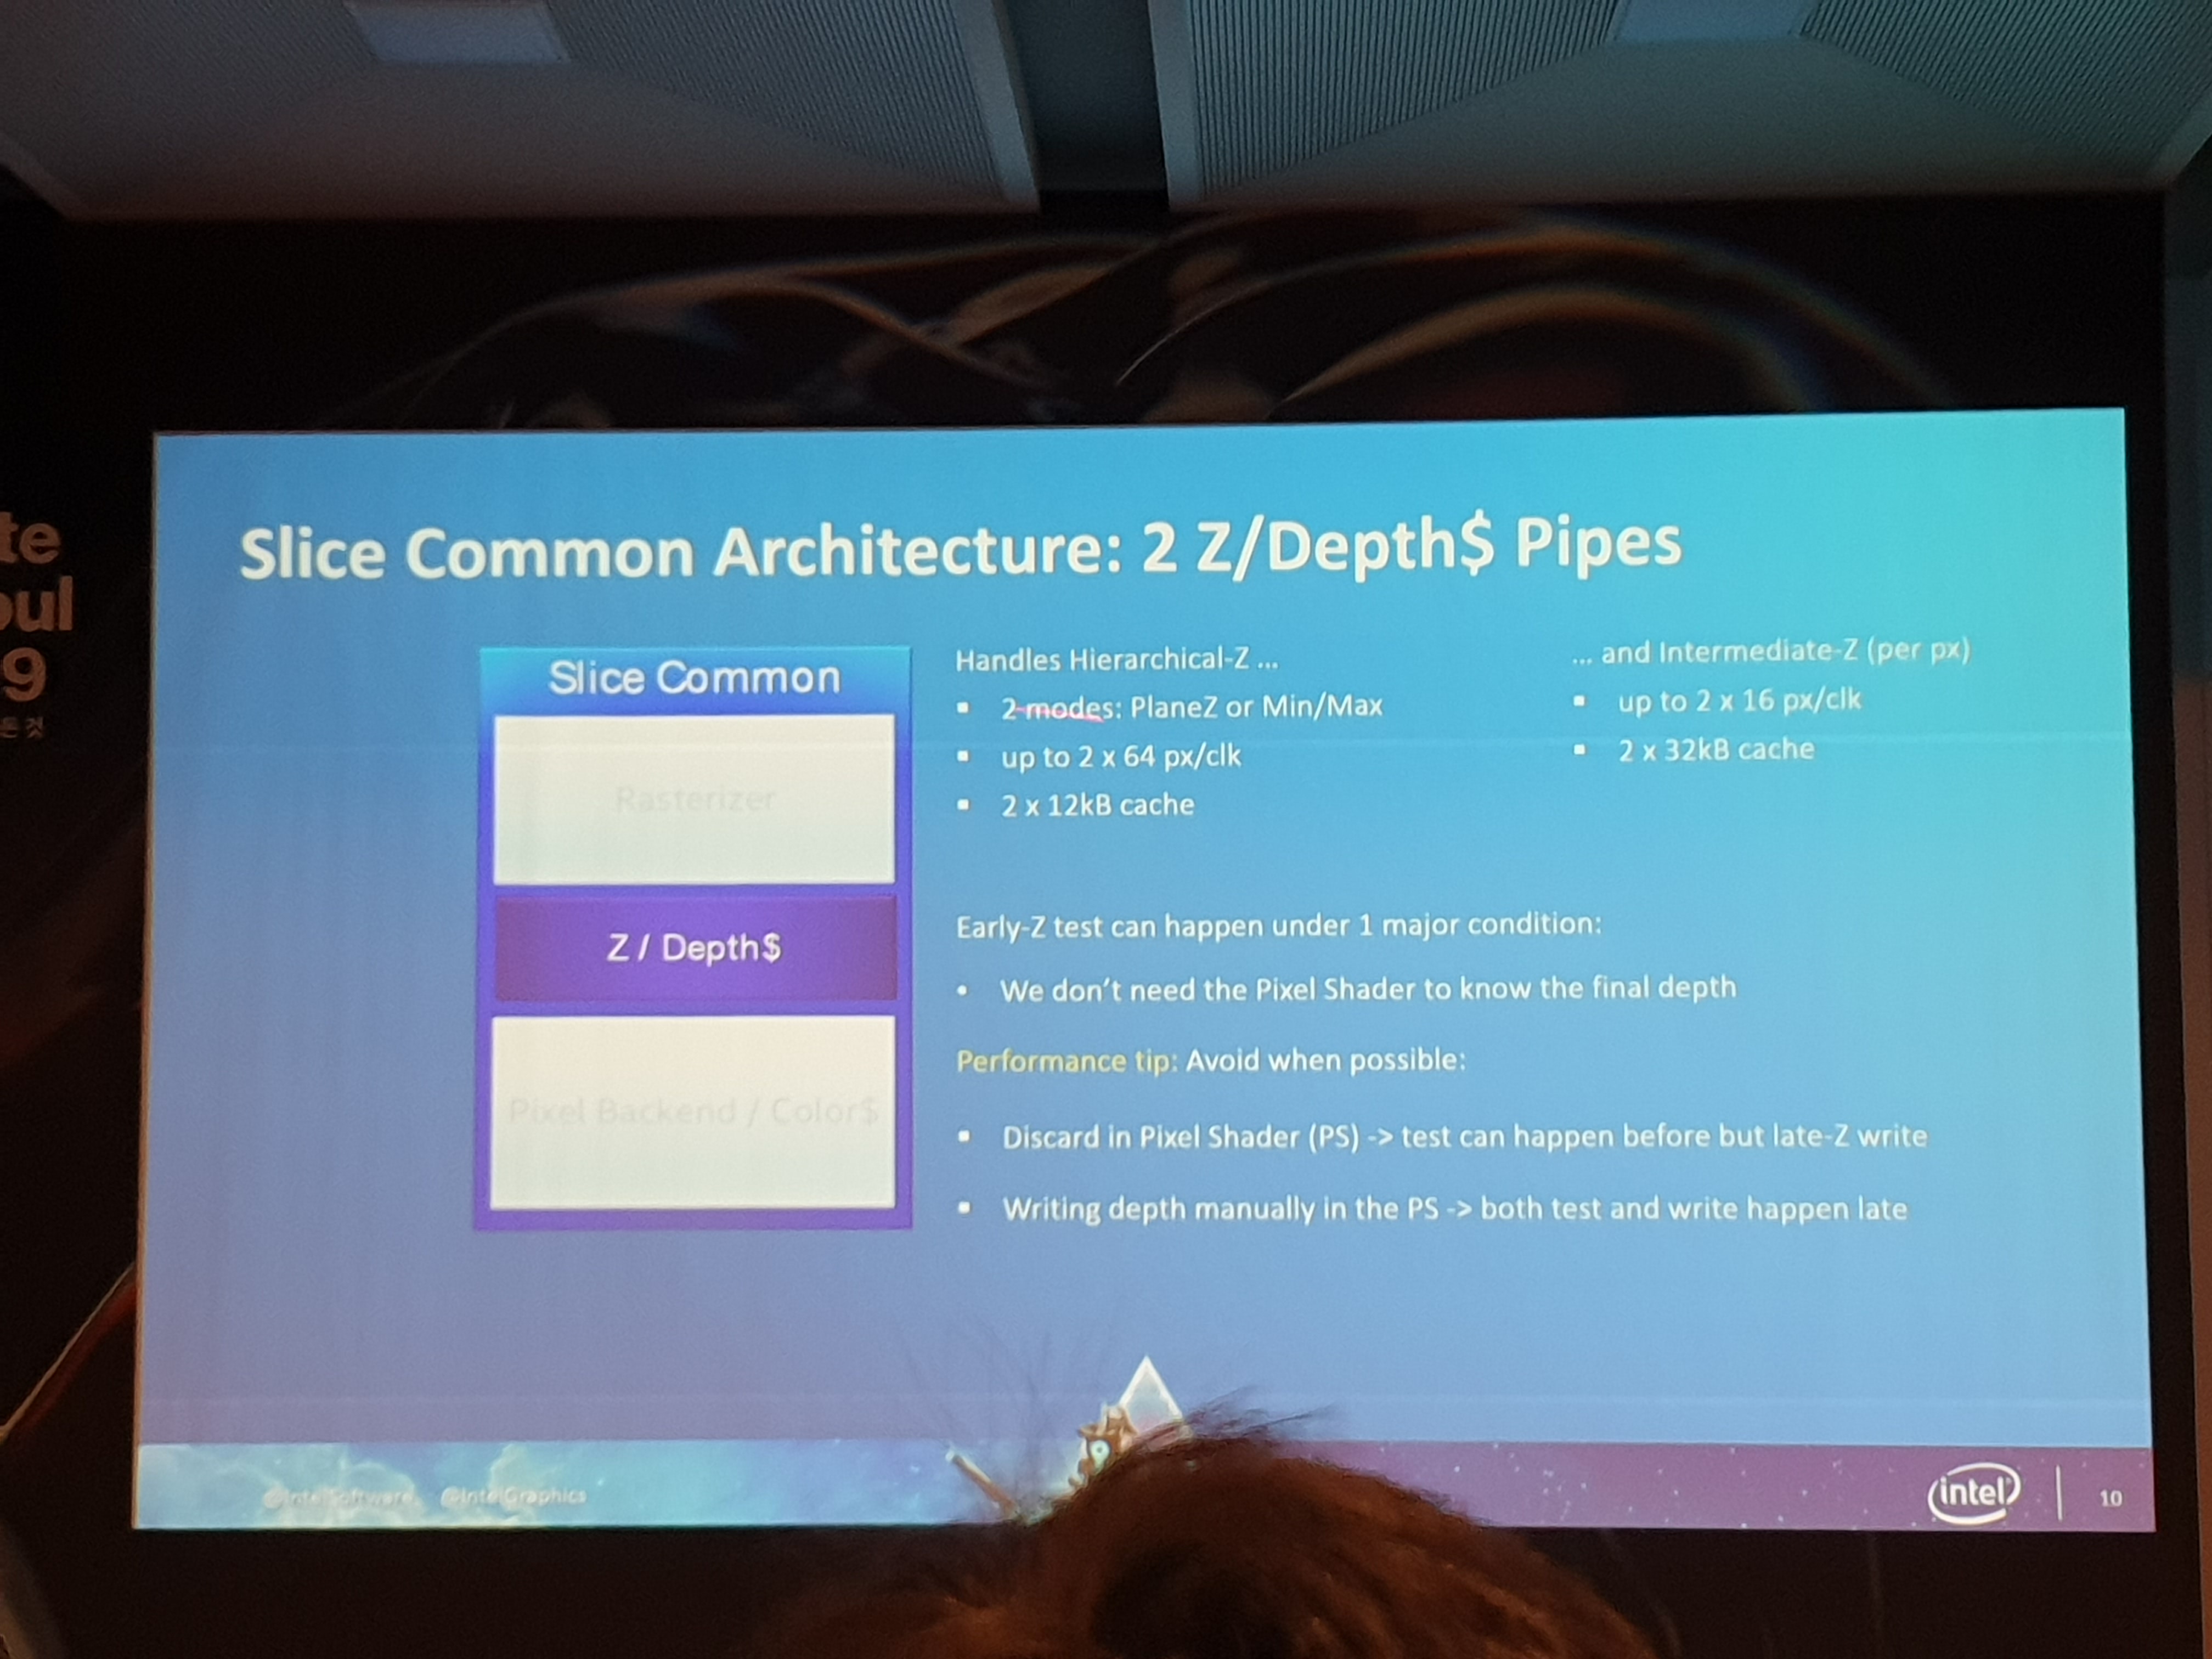 te
oul
9
든것
Slice Common Architecture: 2 Z/Depth$ Pipes
Slice Common
Rasterizer
Z / Depth$
Pixel Backend / Color$
Handles Hierarchical-Z ...
▪ 2 modes: PlaneZ or Min/Max
▪ up to 2 x 64 px/clk
▪ 2 x 12kB cache
... and Intermediate-Z (per px)
▪ up to 2 x 16 px/clk
▪ 2 x 32kB cache
Early-Z test can happen under 1 major condition:
• We don’t need the Pixel Shader to know the final depth
Performance tip: Avoid when possible:
▪ Discard in Pixel Shader (PS) -> test can happen before but late-Z write
▪ Writing depth manually in the PS -> both test and write happen late
@IntelSoftware @IntelGraphics
intel
10